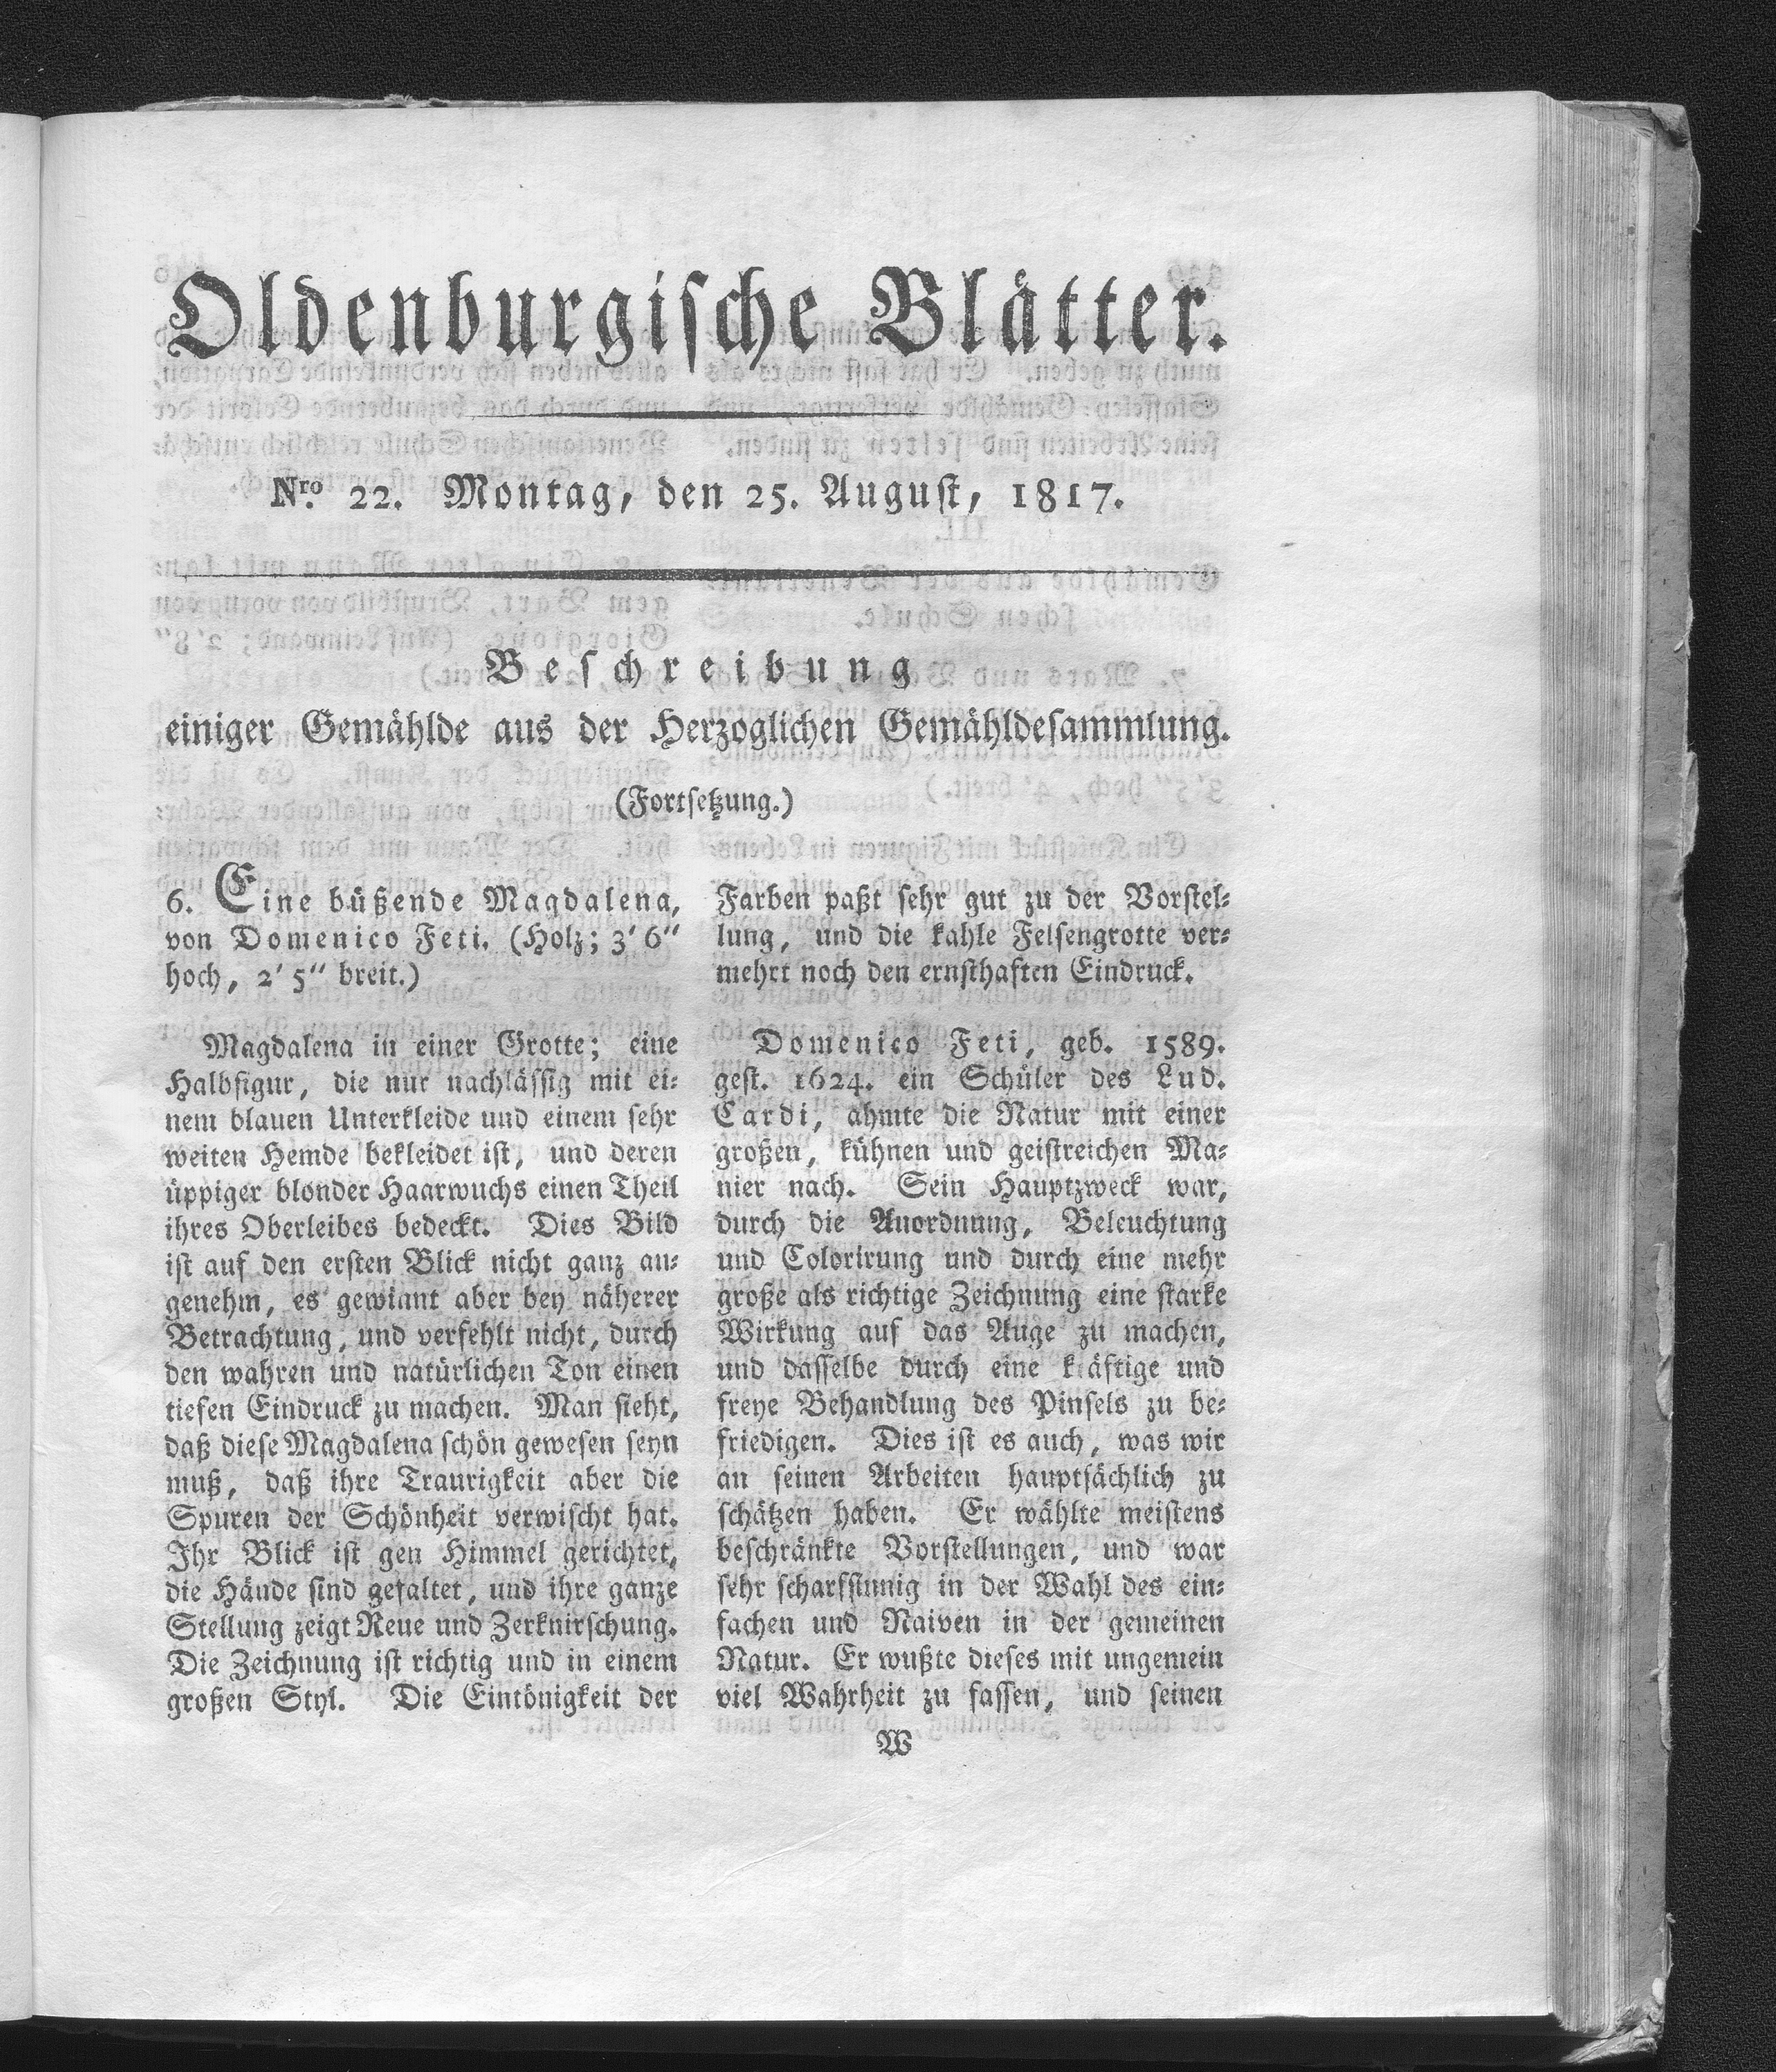 Oldenburgische Blåtter.
Nro. 22. Montag, den 25. August, 1817.
Beschreibung
einiger Gemählde aus der Herzoglichen Gemähldesammlung.
(Fortsetzung.)
6. Eine büßende Magdalena,
von Domenico Feti. (Holz; 3' 6"
hoch, 2' 5" breit.)
Magdalena in einer Grotte; eine
Halbfigur, die nur nachlässig mit ei-
nem blauen Unterkleide und einem sehr
weiten Hemde bekleidet ist, und deren
üppiger blonder Haarwuchs einen Theil
ihres Oberleibes bedeckt. Dies Bild
ist auf den ersten Blick nicht ganz an-
genehm, es gewinnt aber bey näherer
Betrachtung, und verfehlt nicht, durch
den wahren und natürlichen Ton einen
tiefen Eindruck zu machen. Man sieht,
daß diese Magdalena schön gewesen seyn
muß, daß ihre Traurigkeit aber die
Spuren der Schönheit verwischt hat.
Ihr Blick ist gen Himmel gerichtet,
die Hände sind gefaltet, und ihre ganze
Stellung zeigt Reue und Zerknirschung.
Die Zeichnung ist richtig und in einem
großen Styl. Die Eintönigkeit der
Farben paßt sehr gut zu der Vorstel-
lung, und die kahle Felsengrotte ver-
mehrt noch den ernsthaften Eindruck.
Domenico Feti, geb. 1589.
gest. 1624. ein Schüler des Lud.
Cardi, ahmte die Natur mit einer
großen, kühnen und geistreichen Ma-
nier nach. Sein Hauptzweck war,
durch die Anordnung, Beleuchtung
und Colorirung und durch eine mehr
große als richtige Zeichnung eine starke
Wirkung auf das Auge zu machen,
und dasselbe durch eine kräftige und
freye Behandlung des Pinsels zu be-
friedigen. Dies ist es auch, was wir
an seinen Arbeiten hauptsächlich zu
schätzen haben. Er wählte meistens
beschränkte Vorstellungen, und war
sehr scharfsinnig in der Wahl des ein-
fachen und Naiven in der gemeinen
Natur. Er wußte dieses mit ungemein
viel Wahrheit zu fassen, und seinen
W